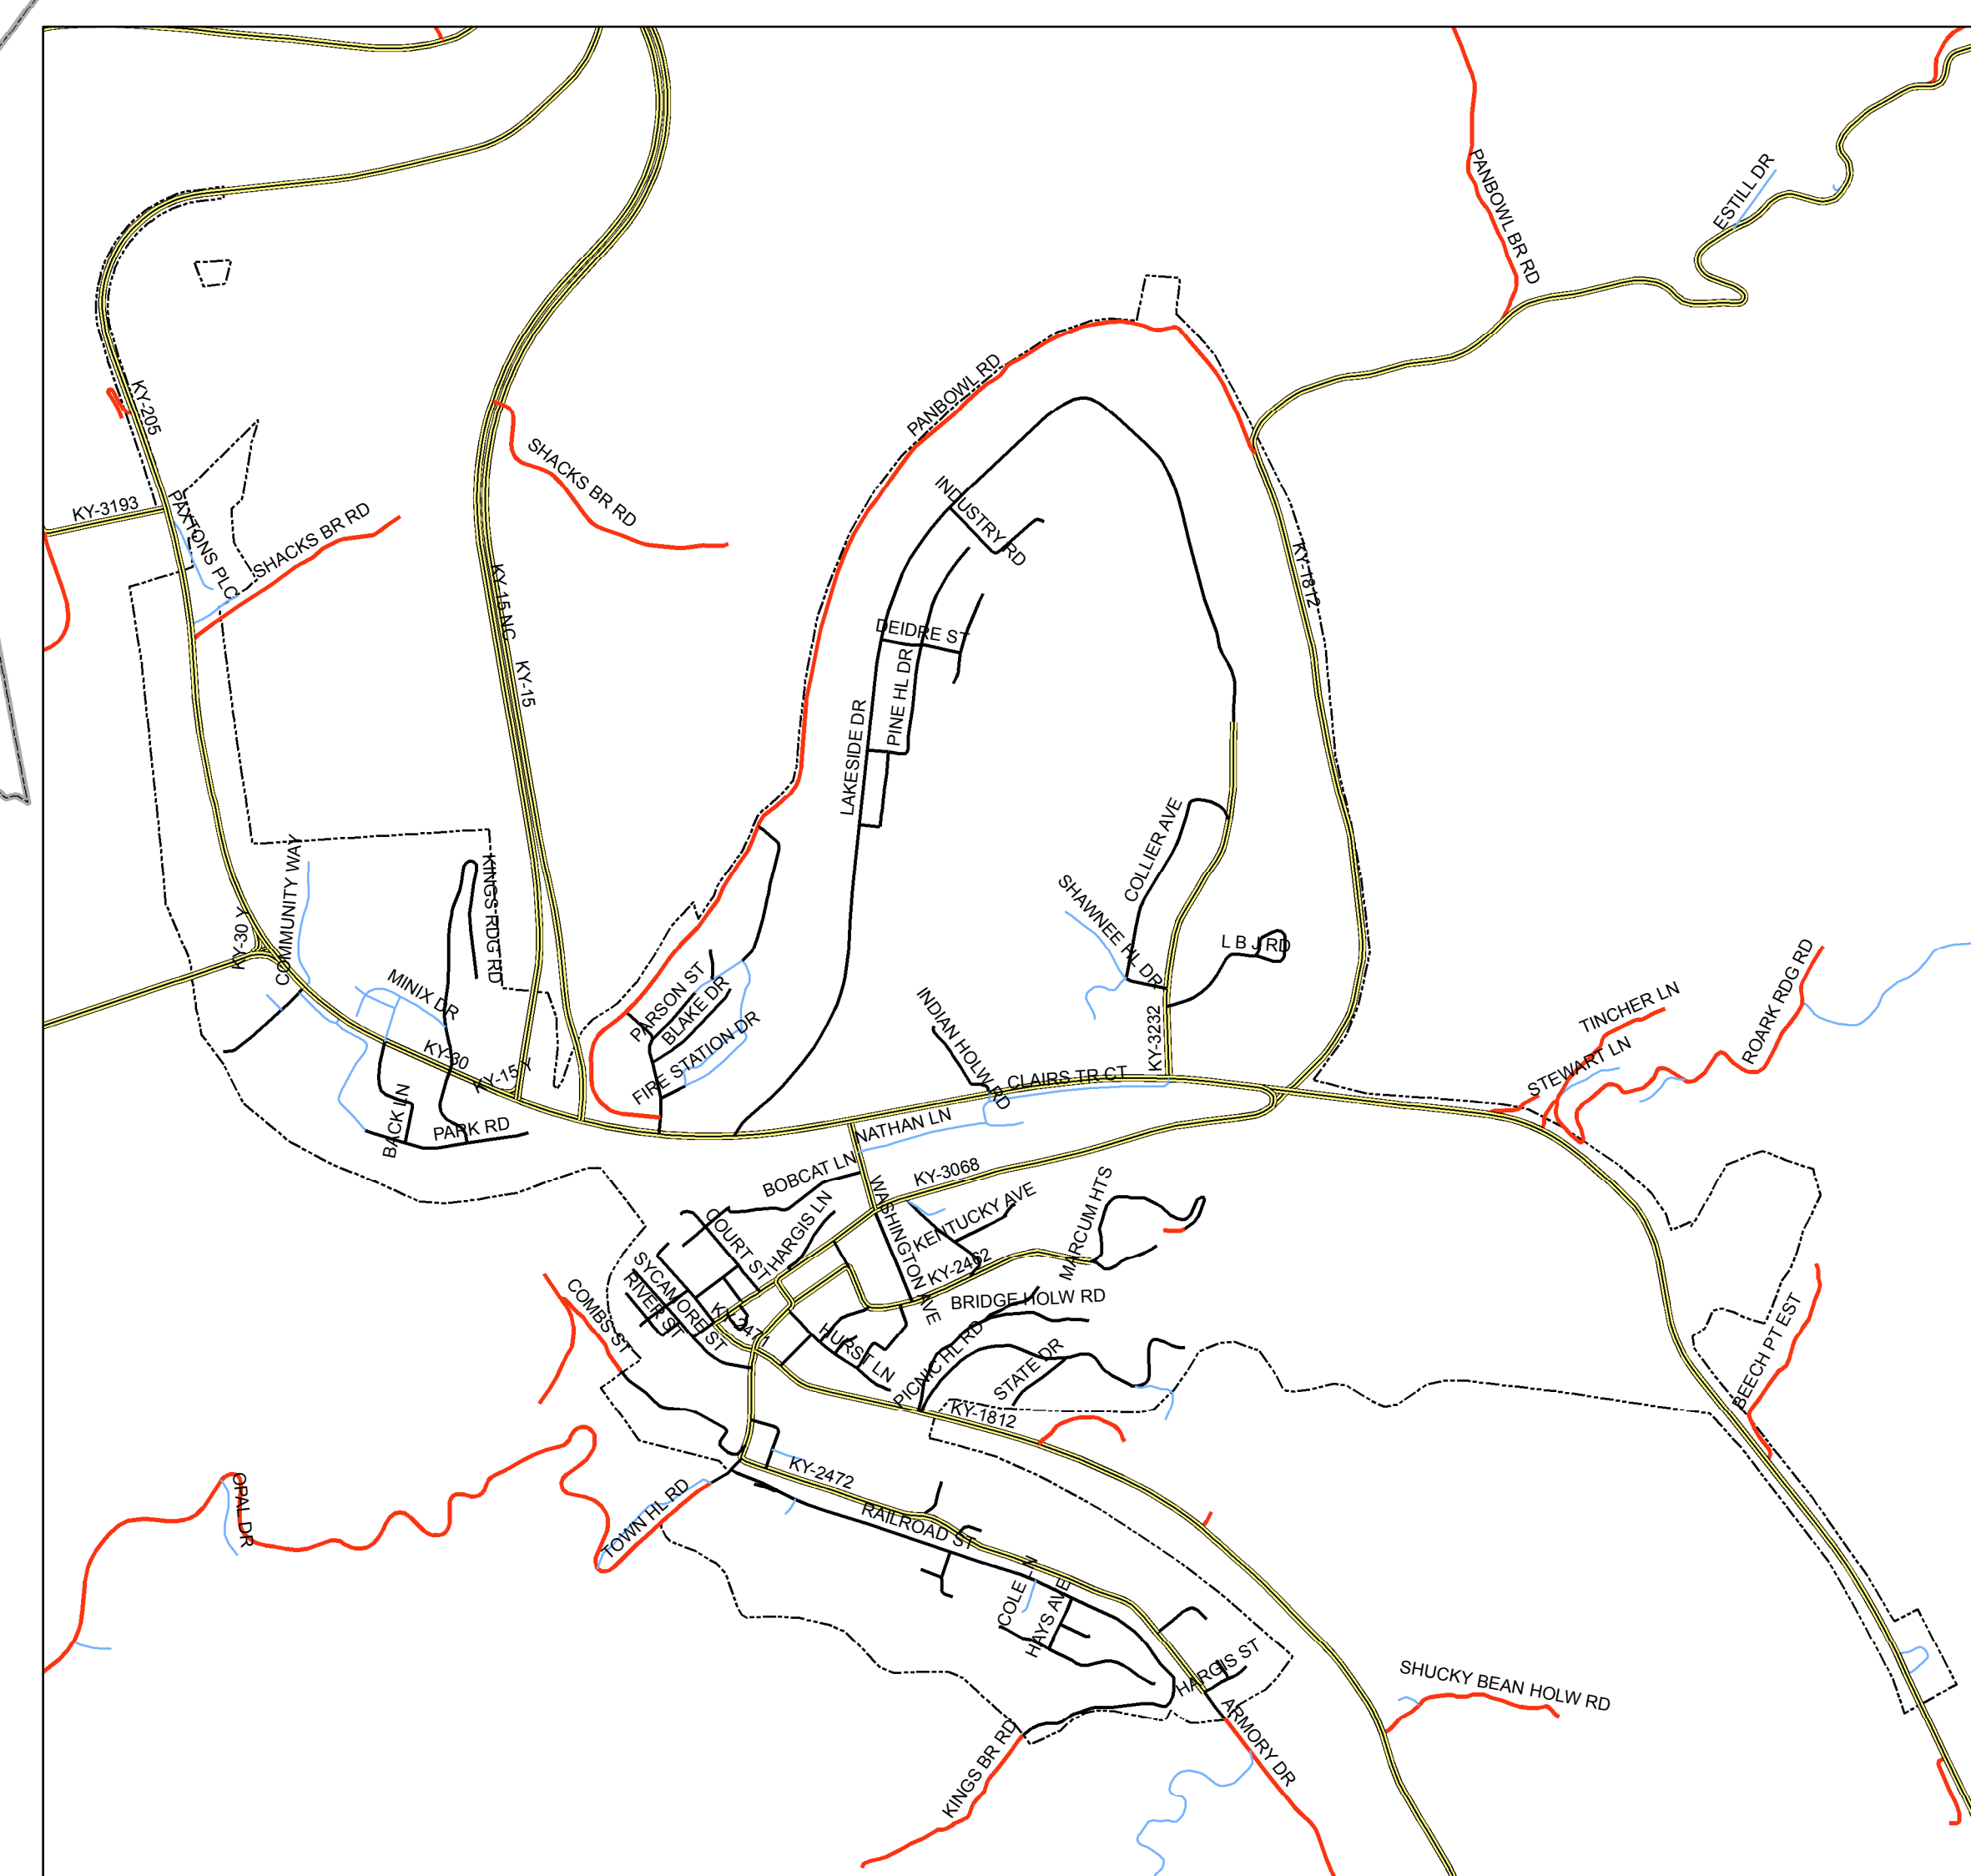 ESTILL DR
PANBOWL BR RD
PANBOWL RD
KY-205
SHACKS BR RD
INDUSTRY RD
KY-3193
PAXTONS PLC
SHACKS BR RD
KY-1812
KY-15 NC
DEIDRE ST
KY-15
PINE HL DR
LAKESIDE DR
COLLIER AVE
COMMUNITY WAY
KINGS RDG RD
SHAWNEE HL DR
KY-30 Y
L B J RD
MINIX DR
PARSON ST
BLAKE DR
FIRE STATION DR
INDIAN HOLW RD
KY-3232
TINCHER LN
ROARK RDG RD
STEWART LN
KY-30
KY-15 Y
CLAIRS TR CT
BACK LN
PARK RD
NATHAN LN
BOBCAT LN
KY-3068
WASHINGTON AVE
KENTUCKY AVE
MARCUM HTS
COURT ST
HARGIS LN
SYCAMORE ST
RIVER ST
COMBS ST
KY-2462
BRIDGE HOLW RD
KY-2471
HURST LN
PICNIC HL RD
STATE DR
BEECH PT EST
KY-1812
KY-2472
OPAL DR
TOWN HL RD
RAILROAD ST
COLE LN
HAYS AVE
HARGIS ST
SHUCKY BEAN HOLW RD
ARMORY DR
KINGS BR RD